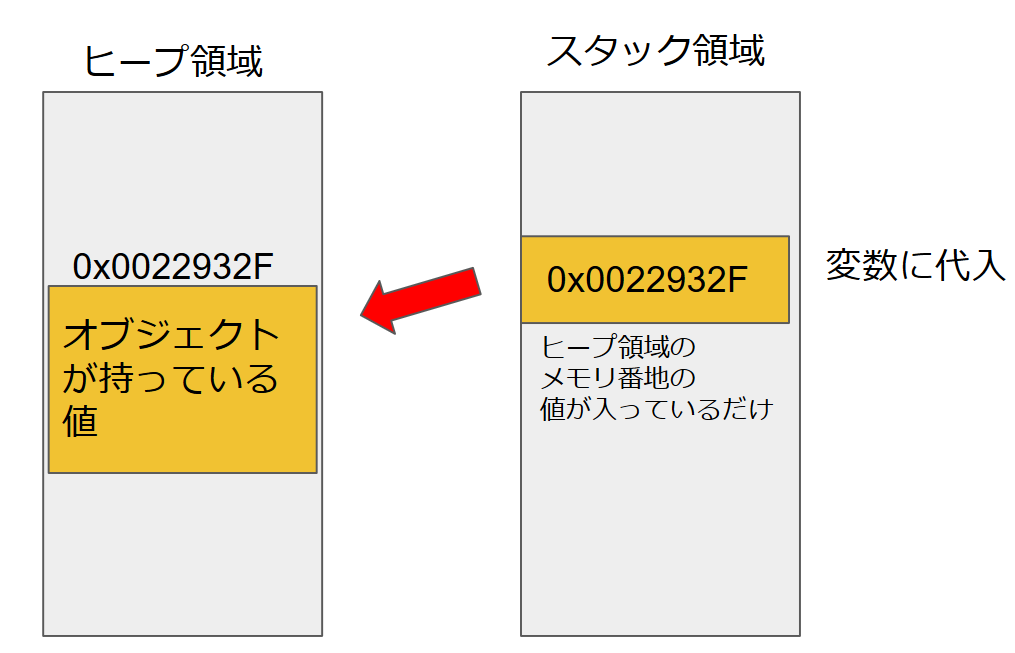 ヒープ領域
スタック領域
0x0022932F
オブジェクト
が持っている
値
0x0022932F
ヒープ領域の
メモリ番地の
値が入っているだけ
変数に代入